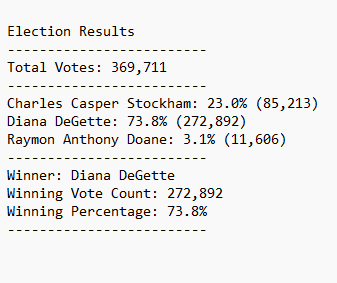 Election Results
-------------------------
Total Votes: 369,711
-------------------------
Charles Casper Stockham: 23.0% (85,213)
Diana DeGette: 73.8% (272,892)
Raymon Anthony Doane: 3.1% (11,606)
-------------------------
Winner: Diana DeGette
Winning Vote Count: 272,892
Winning Percentage: 73.8%
-------------------------